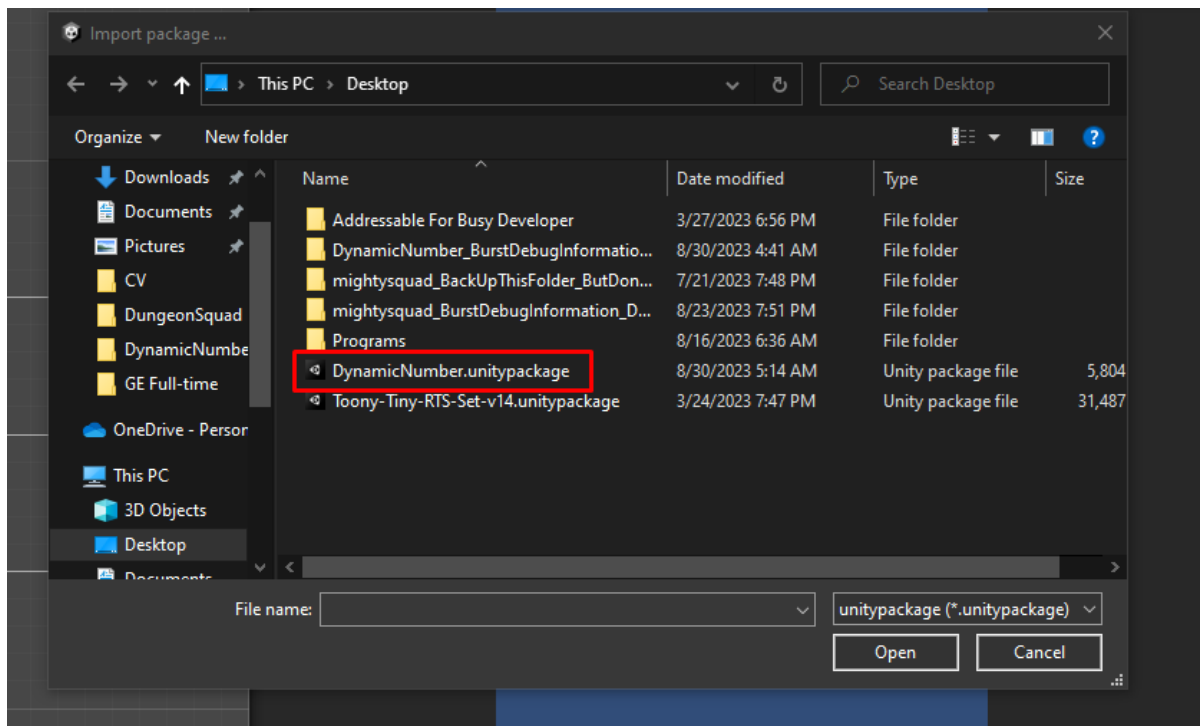 Import package ...
This PC > Desktop
Search Desktop
Organize
New folder
Name Date modified Type Size
Downloads
Documents
Pictures
CV
DungeonSquad
DynamicNumbe
GE Full-time
OneDrive - Person
This PC
3D Objects
Desktop
Documents
Addressable For Busy Developer 3/27/2023 6:56 PM File folder
DynamicNumber_BurstDebugInformatio... 8/30/2023 4:41 AM File folder
mightysquad_BackUpThisFolder_ButDon... 7/21/2023 7:48 PM File folder
mightysquad_BurstDebugInformation_D... 8/23/2023 7:51 PM File folder
Programs 8/16/2023 6:36 AM File folder
DynamicNumber.unitypackage 8/30/2023 5:14 AM Unity package file 5,804
Toony-Tiny-RTS-Set-v14.unitypackage 3/24/2023 7:47 PM Unity package file 31,487
File name:
unitypackage (*.unitypackage)
Open
Cancel